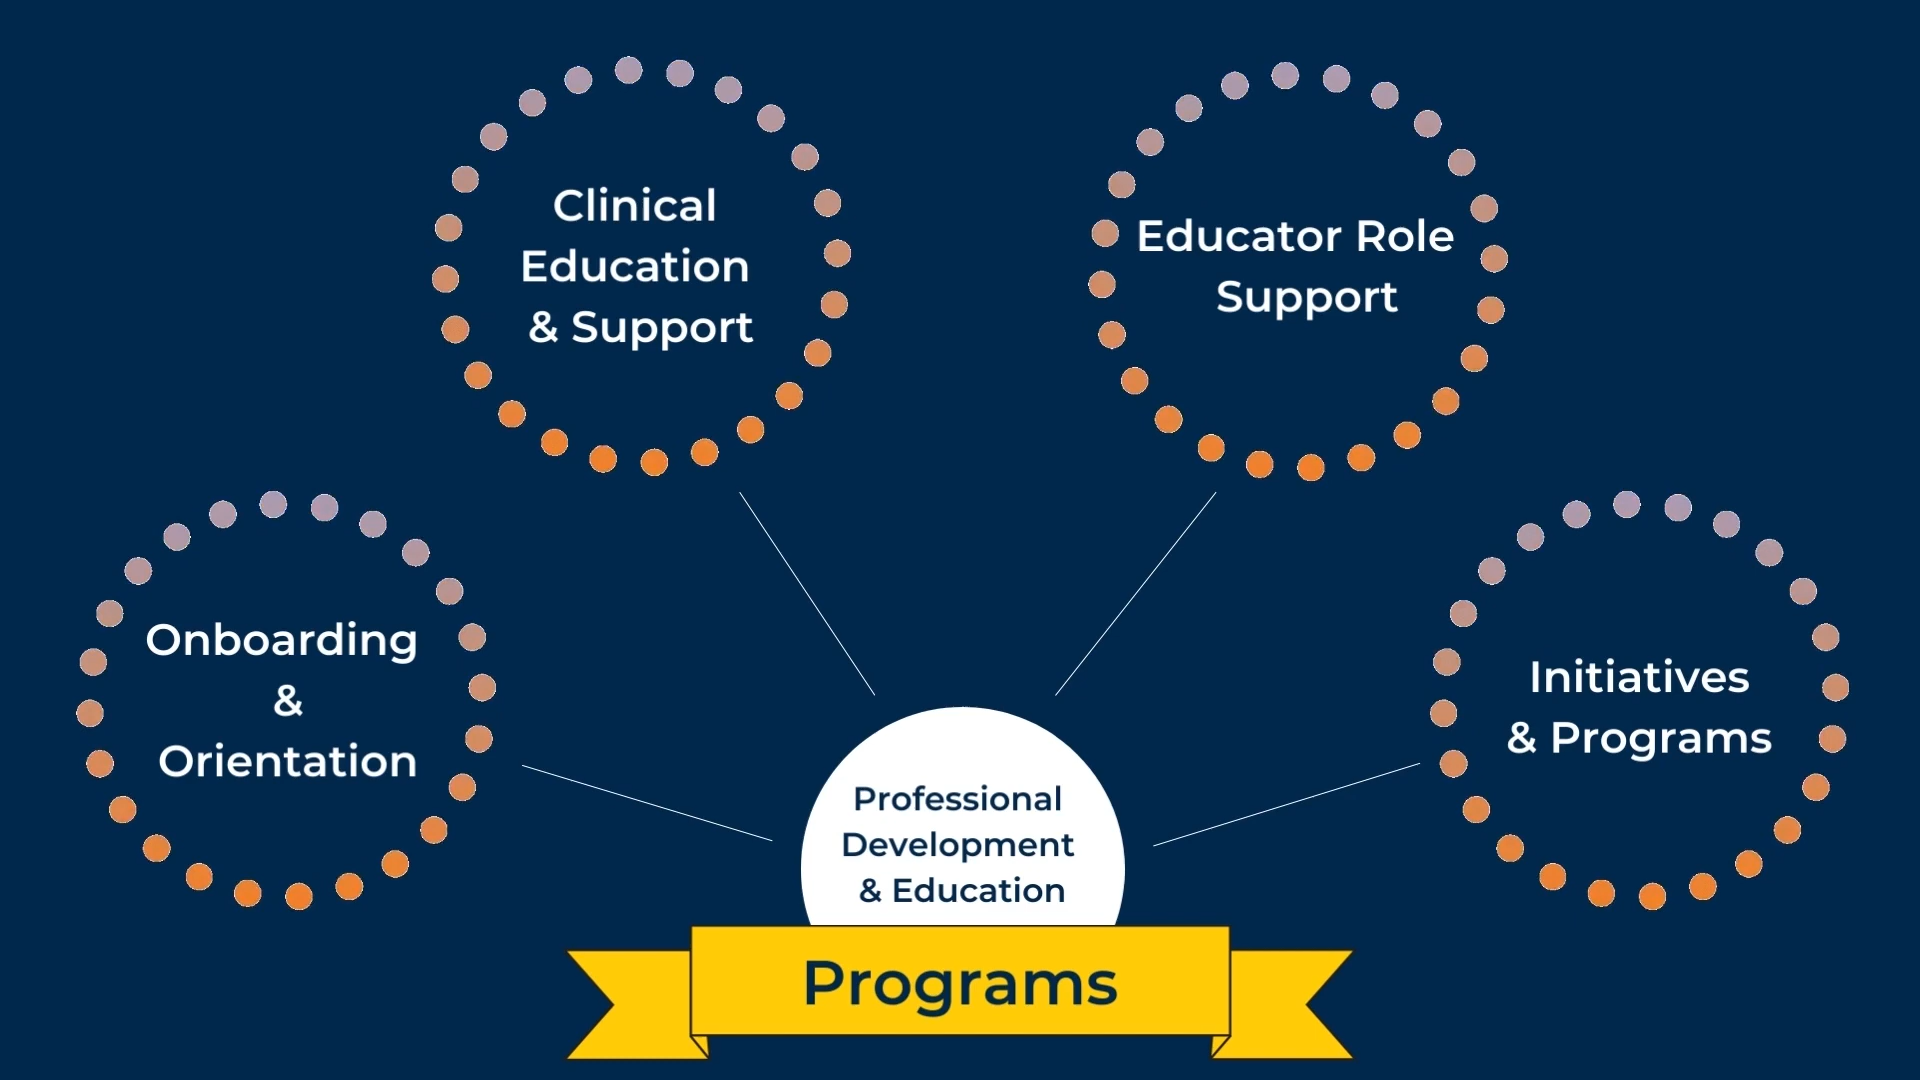 Clinical
Education
& Support
Educator Role
Support
Onboarding
&
Orientation
Initiatives
& Programs
Professional
Development
& Education
Programs